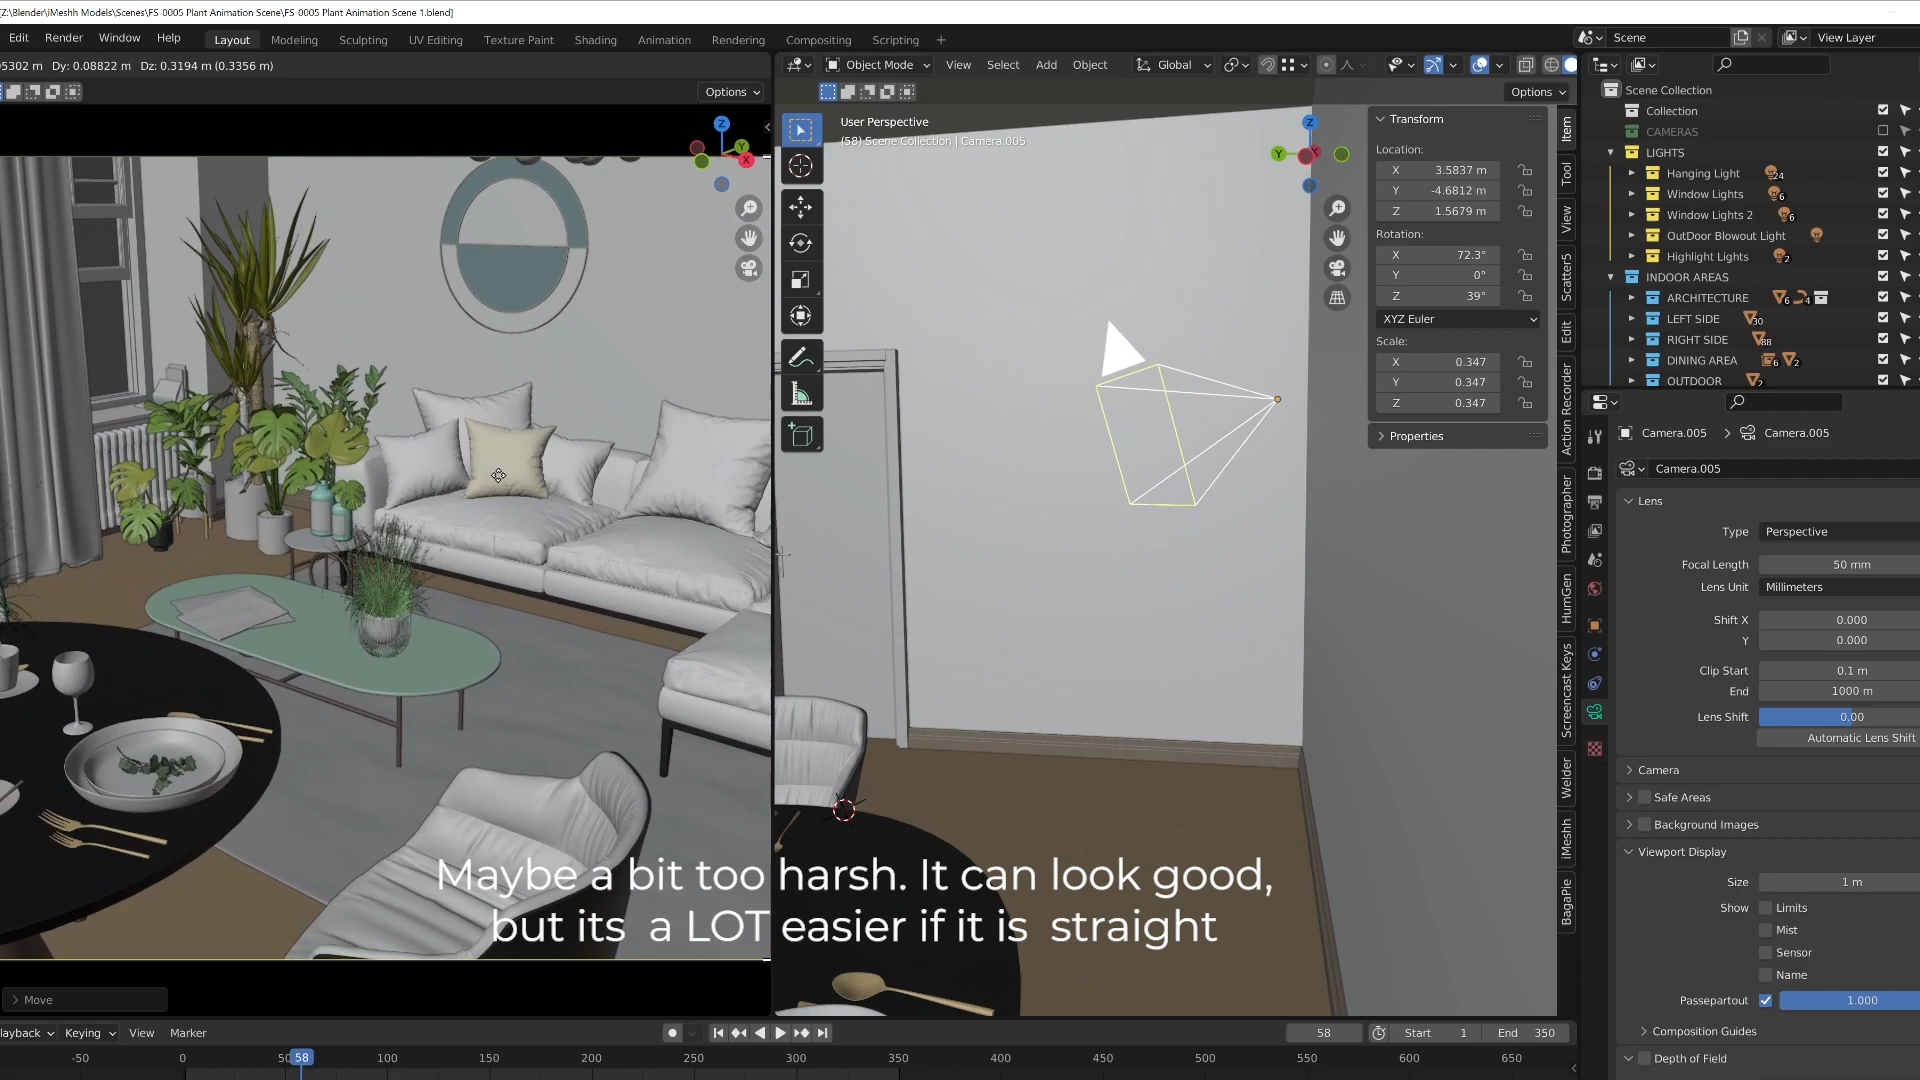 [Z:\Blender\iMeshh Models\Scenes\FS-0005 Plant Animation Scene\FS-0005 Plant Animation Scene 1.blend]
Edit Render Window Help Layout Modeling Sculpting UV Editing Texture Paint Shading Animation Rendering Compositing Scripting + Scene View Layer
5302 m Dy: 0.08822 m Dz: 0.3194 m (0.3356 m)
Object Mode View Select Add Object Global
Options
Options
User Perspective
(58) Scene Collection | Camera.005
Z
Y
X
Z
Y
X
Transform
Location:
X 3.5837 m
Y -4.6812 m
Z 1.5679 m
Rotation:
X 72.3°
Y 0°
Z 39°
XYZ Euler
Scale:
X 0.347
Y 0.347
Z 0.347
Properties
Item
Tool
View
Scatter5
Edit
Action Recorder
Photographer
HumGen
Screencast Keys
Welder
iMeshh
BagaPie
Scene Collection
Collection
CAMERAS
LIGHTS
Hanging Light 24
Window Lights 6
Window Lights 2 6
OutDoor Blowout Light
Highlight Lights 2
INDOOR AREAS
ARCHITECTURE 6 4
LEFT SIDE 30
RIGHT SIDE 88
DINING AREA 6 2
OUTDOOR 2
Camera.005 > Camera.005
Camera.005
Lens
Type Perspective
Focal Length 50 mm
Lens Unit Millimeters
Shift X 0.000
Y 0.000
Clip Start 0.1 m
End 1000 m
Lens Shift 0.00
Automatic Lens Shift
Camera
Safe Areas
Background Images
Viewport Display
Size 1 m
Show Limits
Mist
Sensor
Name
Passepartout 1.000
Composition Guides
Depth of Field
Maybe a bit too harsh. It can look good,
but its a LOT easier if it is straight
Move
layback Keying View Marker 58 Start 1 End 350
-50 0 50 58 100 150 200 250 300 350 400 450 500 550 600 650